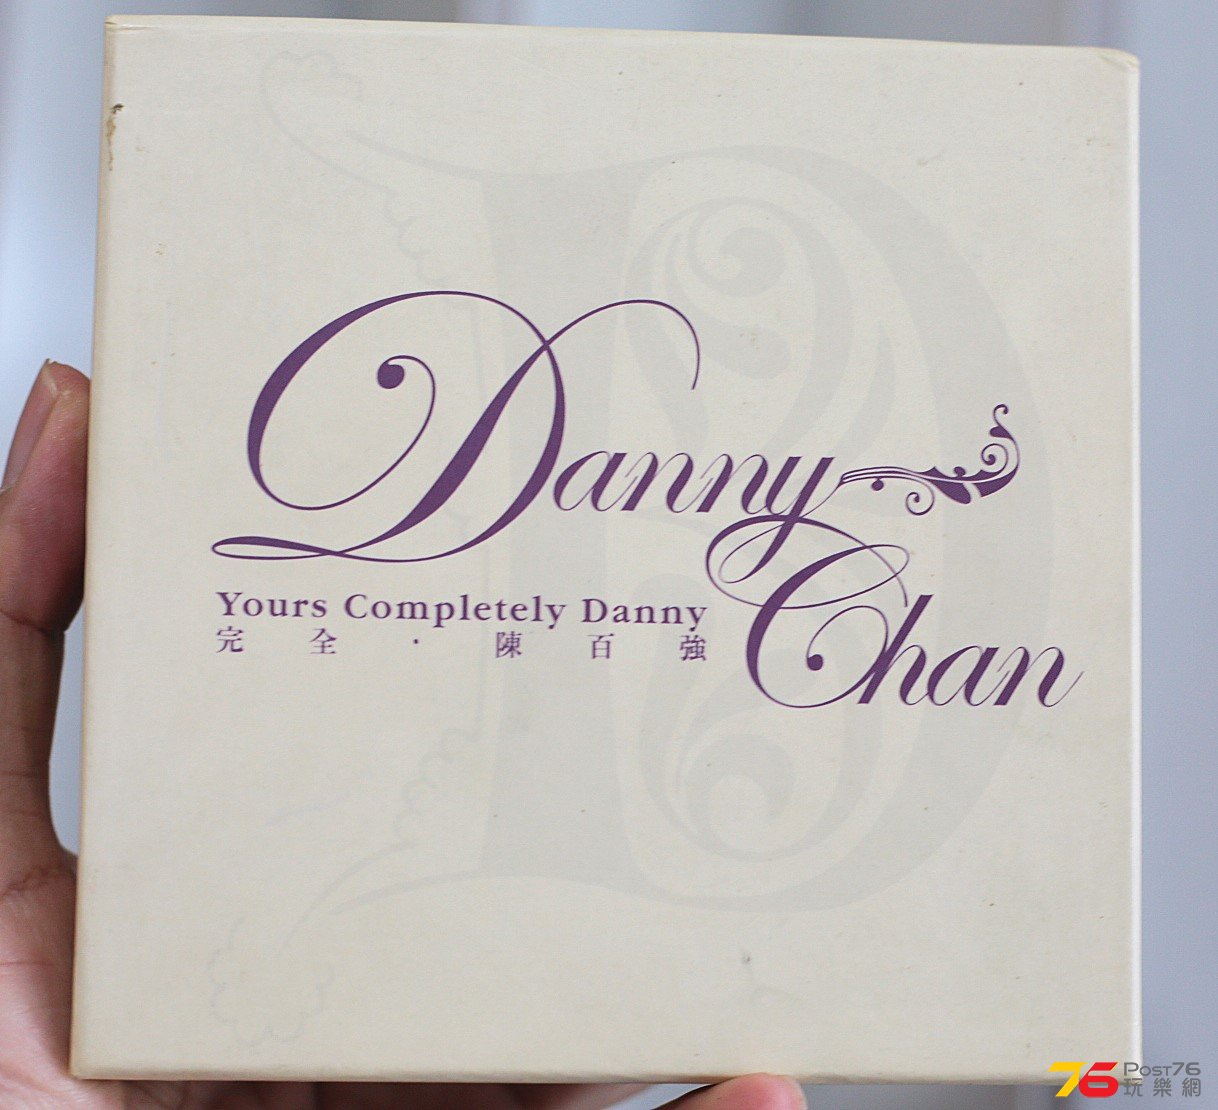 Danny
Chan
Yours Completely Danny
完全·陳百強
76 POST76
玩樂網